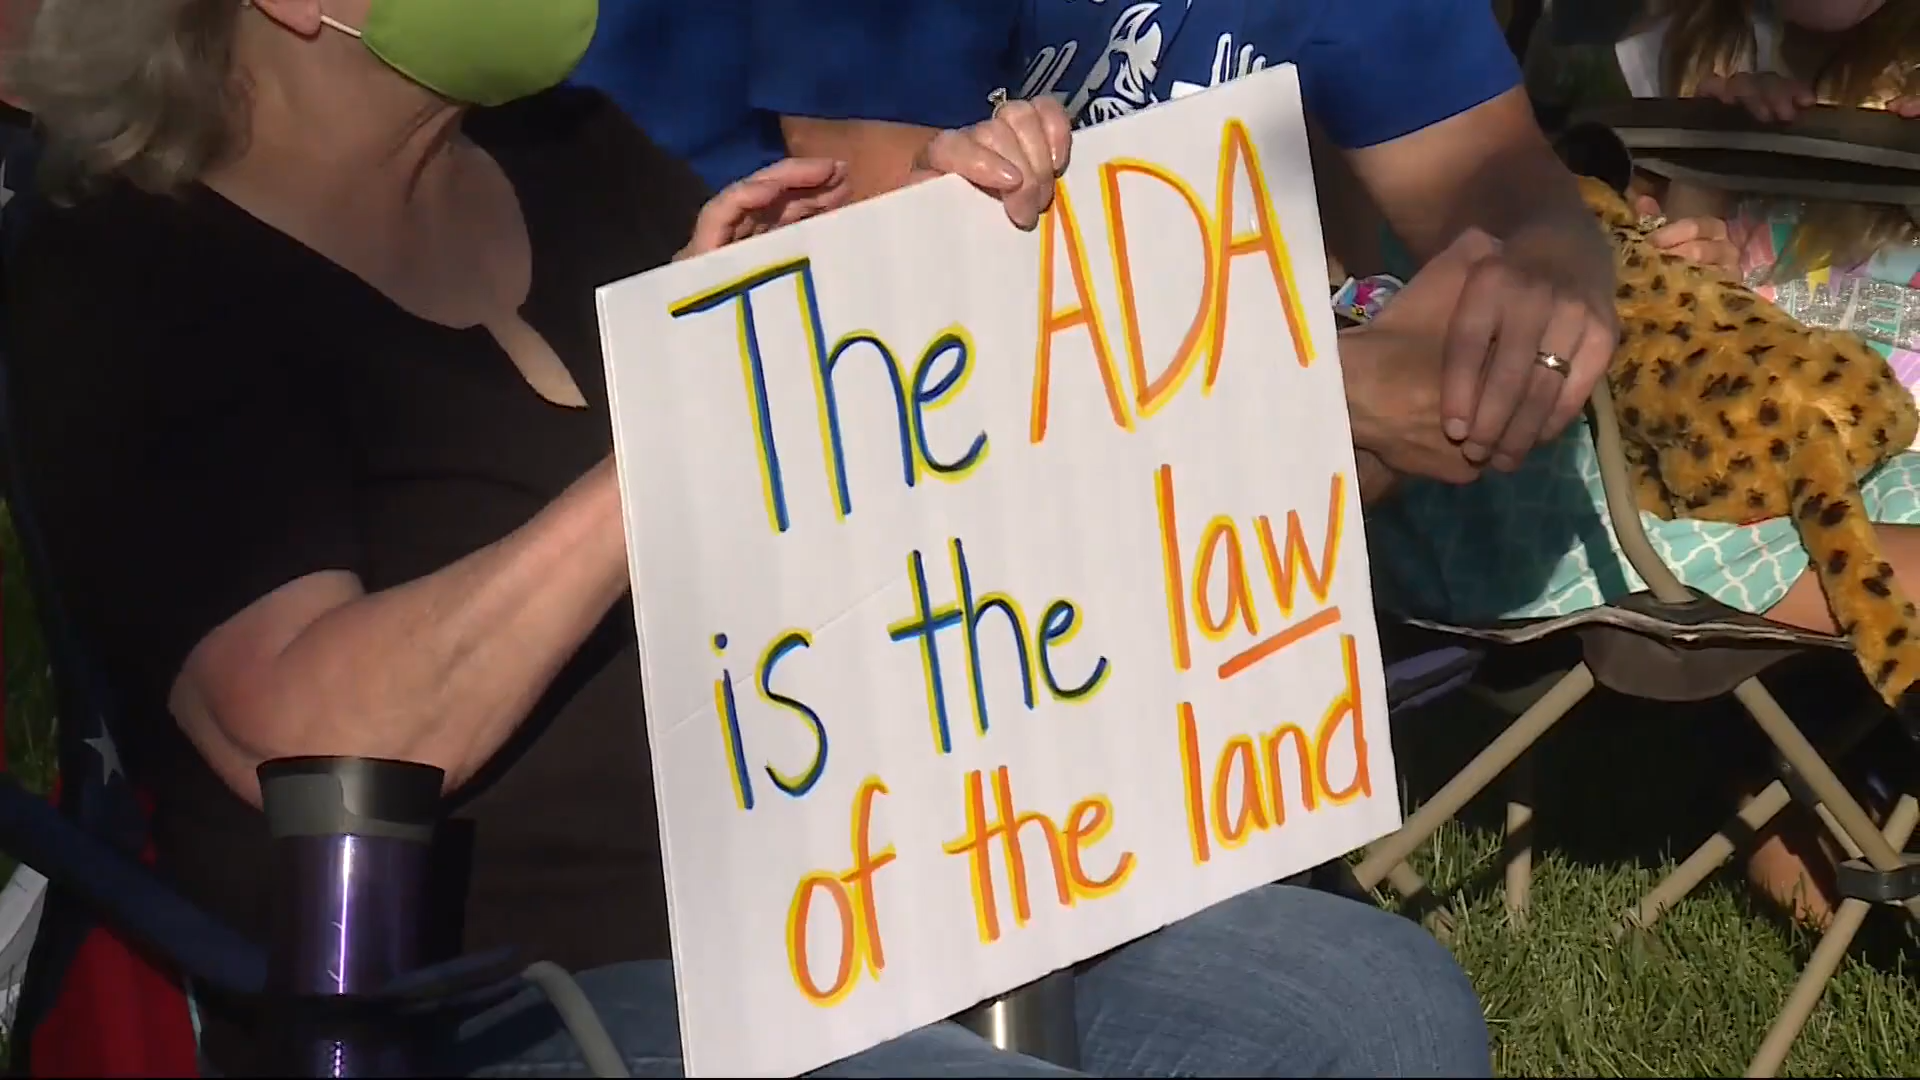 The ADA
is the law
of the land